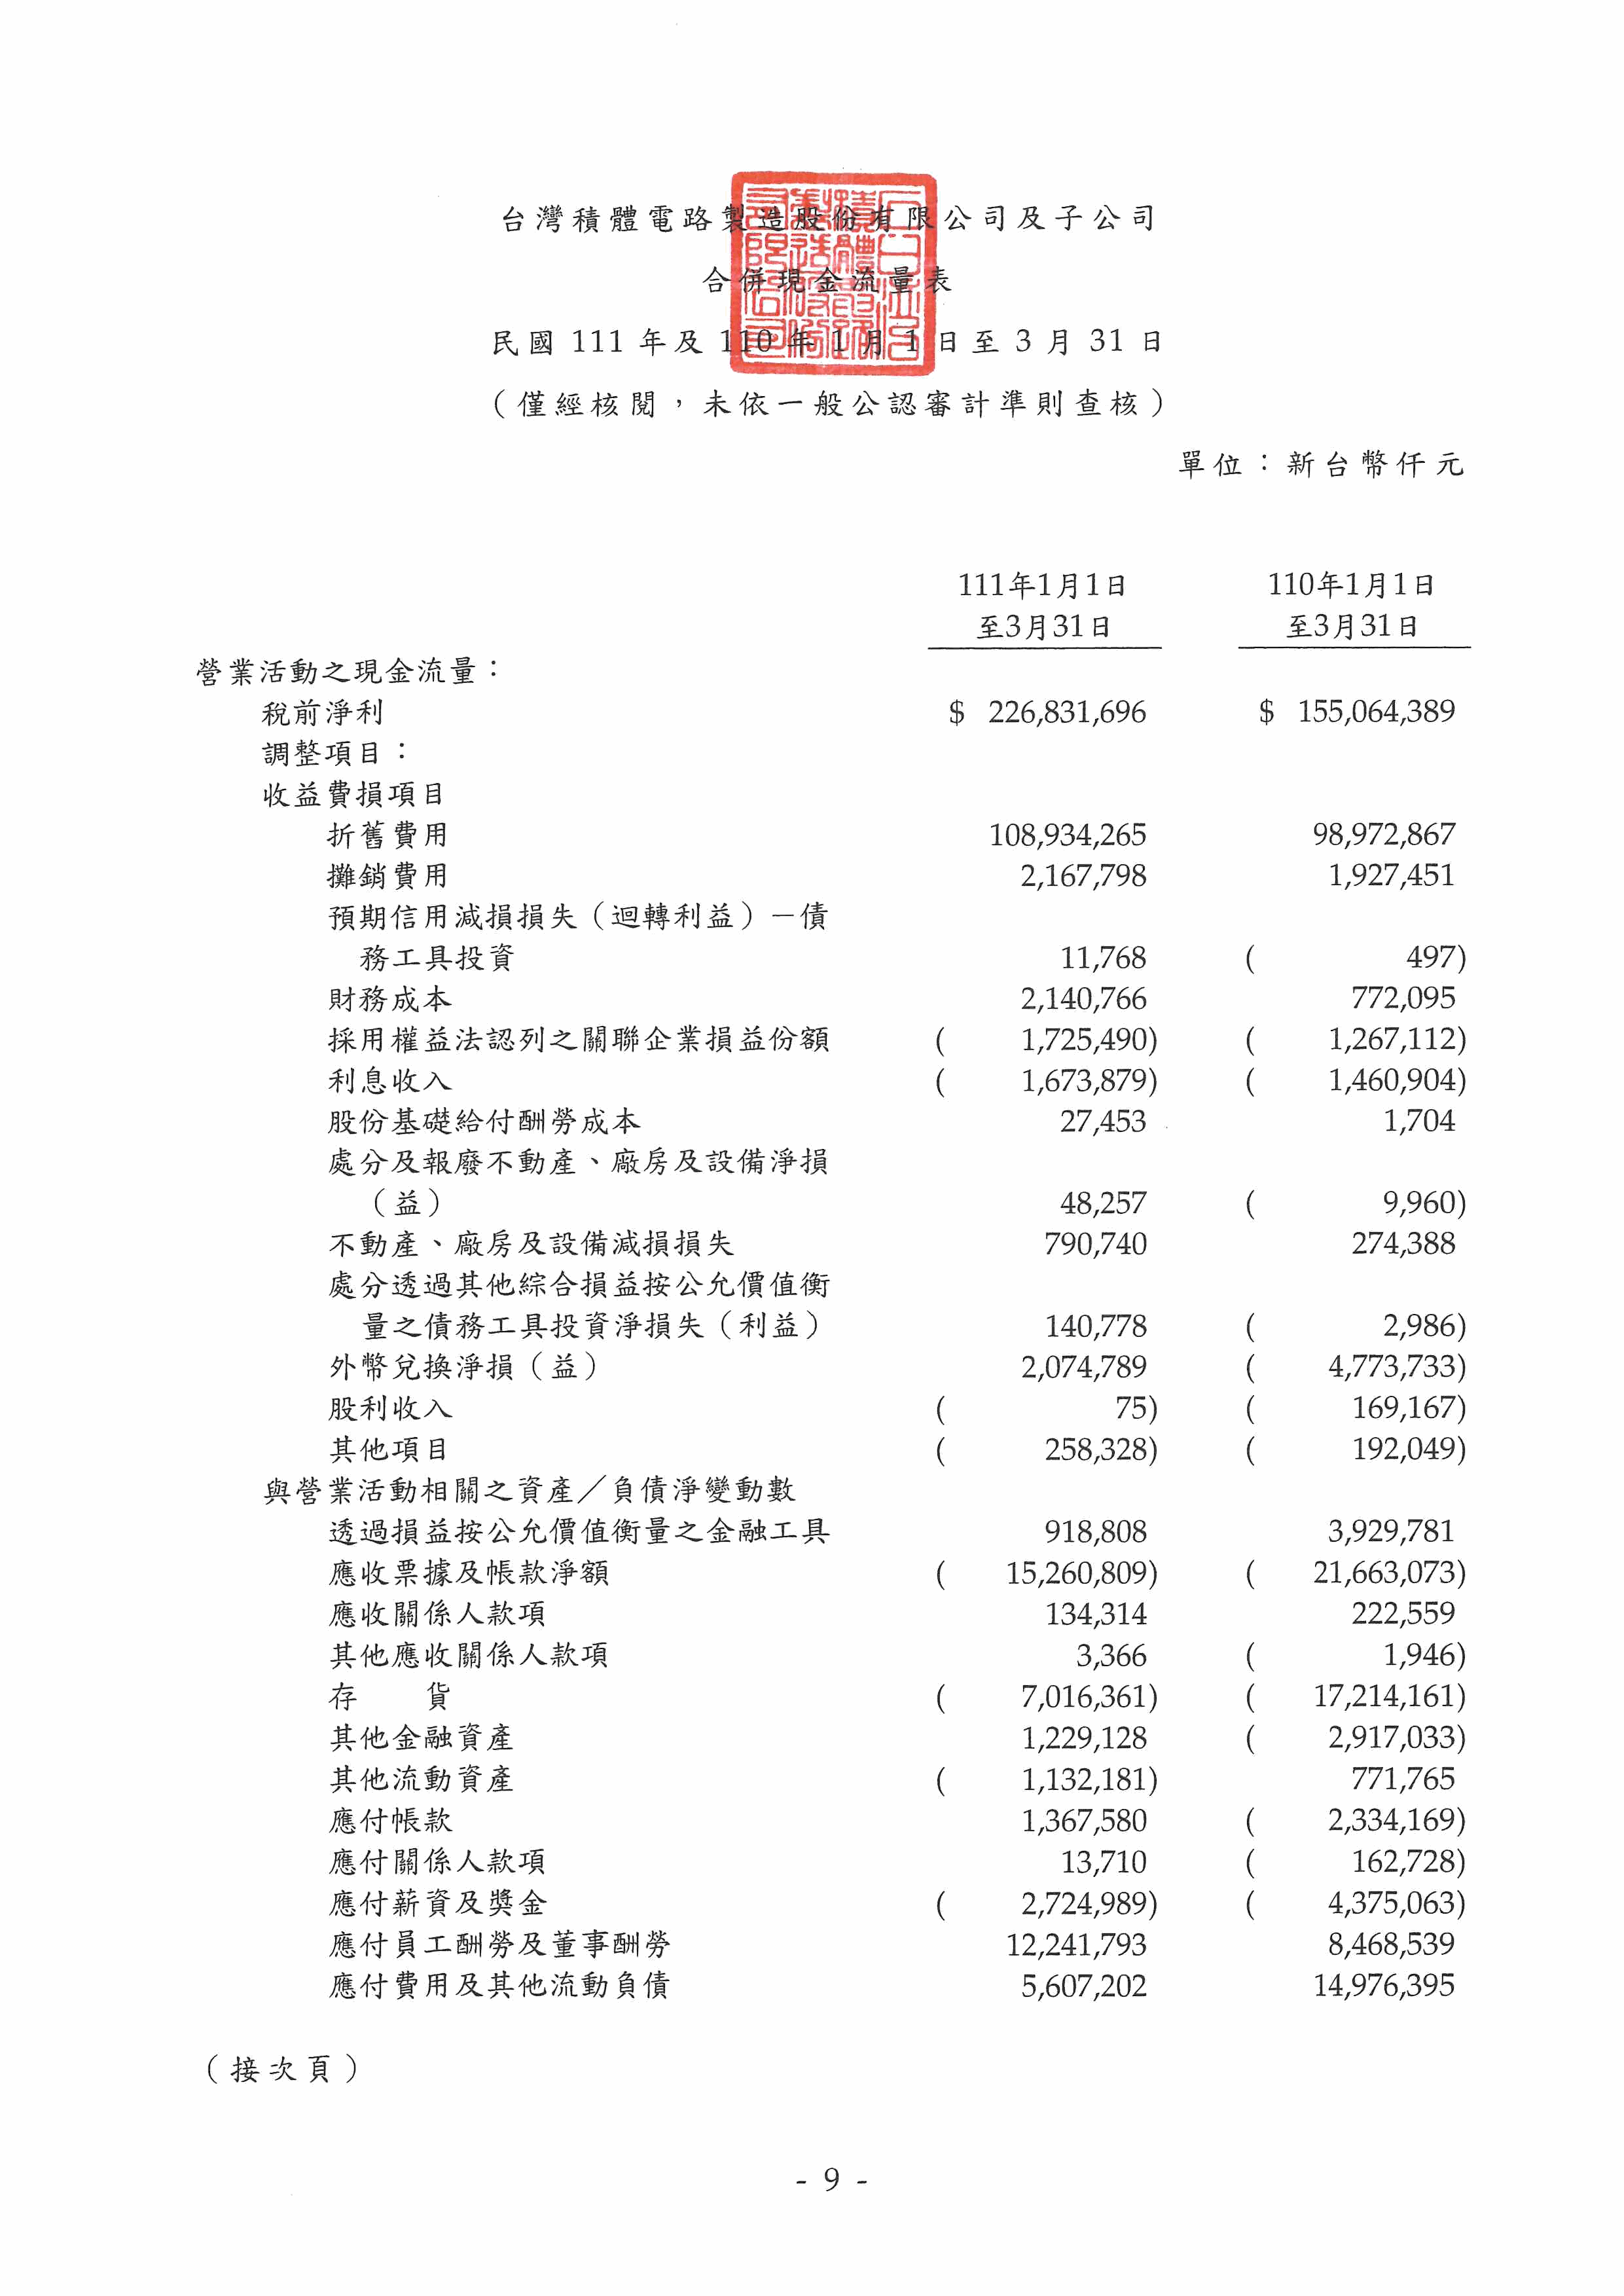 台灣積體電路製造股份有限公司及子公司
合併現金流量表
民國 111 年及 110 年 1 月 1 日至 3 月 31 日
（僅經核閱，未依一般公認審計準則查核）
單位：新台幣仟元
111年1月1日 110年1月1日
至3月31日 至3月31日
營業活動之現金流量：
稅前淨利 $ 226,831,696 $ 155,064,389
調整項目：
收益費損項目
折舊費用 108,934,265 98,972,867
攤銷費用 2,167,798 1,927,451
預期信用減損損失（迴轉利益）－債
務工具投資 11,768 ( 497)
財務成本 2,140,766 772,095
採用權益法認列之關聯企業損益份額 ( 1,725,490) ( 1,267,112)
利息收入 ( 1,673,879) ( 1,460,904)
股份基礎給付酬勞成本 27,453 1,704
處分及報廢不動產、廠房及設備淨損
（益） 48,257 ( 9,960)
不動產、廠房及設備減損損失 790,740 274,388
處分透過其他綜合損益按公允價值衡
量之債務工具投資淨損失（利益） 140,778 ( 2,986)
外幣兌換淨損（益） 2,074,789 ( 4,773,733)
股利收入 ( 75) ( 169,167)
其他項目 ( 258,328) ( 192,049)
與營業活動相關之資產／負債淨變動數
透過損益按公允價值衡量之金融工具 918,808 3,929,781
應收票據及帳款淨額 ( 15,260,809) ( 21,663,073)
應收關係人款項 134,314 222,559
其他應收關係人款項 3,366 ( 1,946)
存 貨 ( 7,016,361) ( 17,214,161)
其他金融資產 1,229,128 ( 2,917,033)
其他流動資產 ( 1,132,181) 771,765
應付帳款 1,367,580 ( 2,334,169)
應付關係人款項 13,710 ( 162,728)
應付薪資及獎金 ( 2,724,989) ( 4,375,063)
應付員工酬勞及董事酬勞 12,241,793 8,468,539
應付費用及其他流動負債 5,607,202 14,976,395
（接次頁）
- 9 -